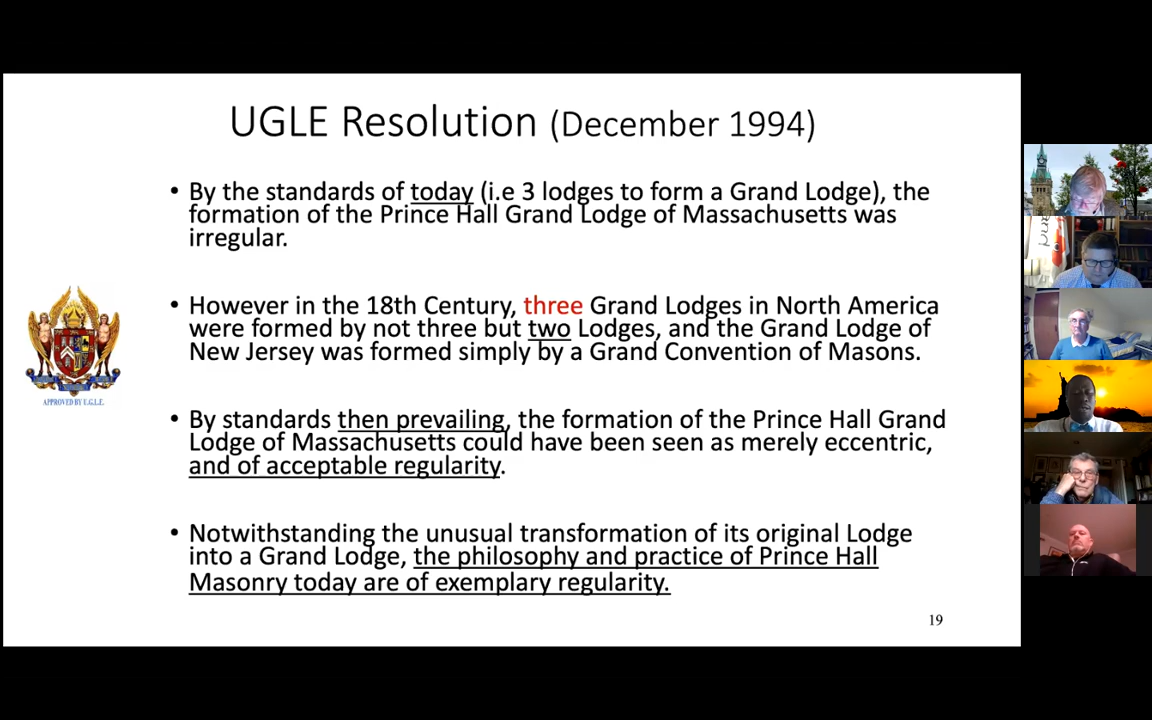 UGLE Resolution (December 1994)
• By the standards of today (i.e 3 lodges to form a Grand Lodge), the
formation of the Prince Hall Grand Lodge of Massachusetts was
irregular.
• However in the 18th Century, three Grand Lodges in North America
were formed by not three but two Lodges, and the Grand Lodge of
New Jersey was formed simply by a Grand Convention of Masons.
• By standards then prevailing, the formation of the Prince Hall Grand
Lodge of Massachusetts could have been seen as merely eccentric,
and of acceptable regularity.
• Notwithstanding the unusual transformation of its original Lodge
into a Grand Lodge, the philosophy and practice of Prince Hall
Masonry today are of exemplary regularity.
APPROVED BY U.G.L.E.
19